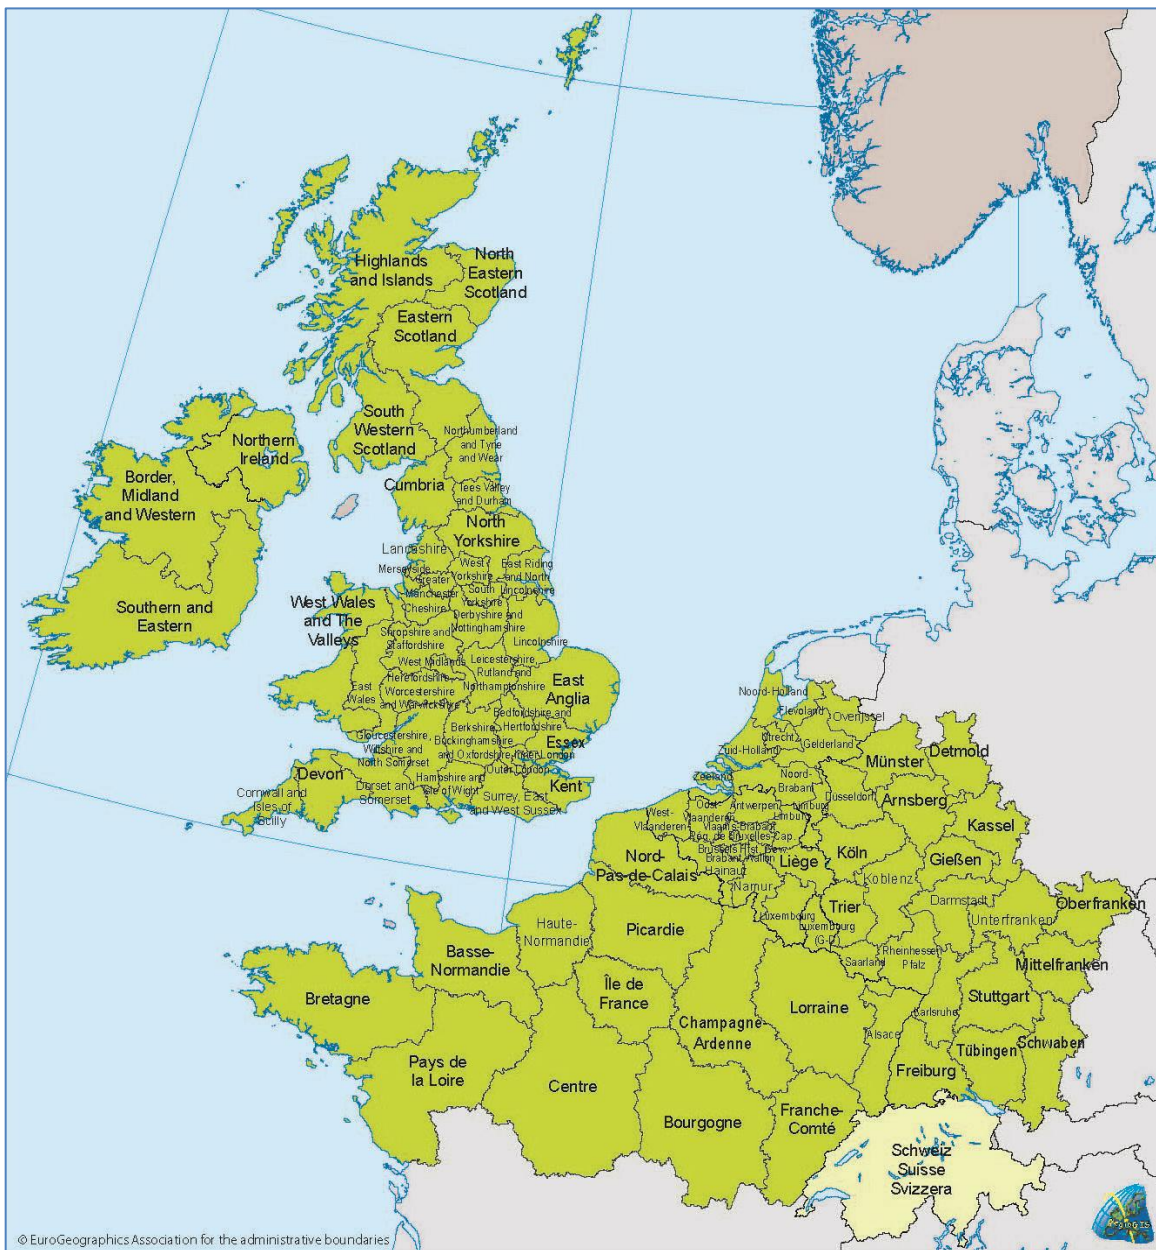 North
Eastern
Scotland
Highlands
and Islands
Eastern
Scotland
South
Western
Scotland
Northumberland
and Tyne
and Wear
Northern
Ireland
Border,
Midland
and Western
Cumbria
Tees Valley
and Durham
North
Yorkshire
Lancashire
Merseyside
Greater
Manchester
West
Yorkshire
East Riding
and North
Lincolnshire
South
Yorkshire
Cheshire
Derbyshire and
Nottinghamshire
Southern and
Eastern
West Wales
and The
Valleys
Shropshire and
Staffordshire
Lincolnshire
West Midlands
Leicestershire,
Rutland and
Northamptonshire
Herefordshire,
Worcestershire
and Warwickshire
East
Wales
East
Anglia
Bedfordshire and
Hertfordshire
Berkshire,
Buckinghamshire
and Oxfordshire
Essex
Inner London
Outer London
Gloucestershire,
Wiltshire and
North Somerset
Devon
Cornwall and
Isles of
Scilly
Dorset and
Somerset
Hampshire and
Isle of Wight
Surrey, East
and West Sussex
Kent
Noord-Holland
Flevoland
Overijssel
Utrecht
Gelderland
Zuid-Holland
Zeeland
Noord-
Brabant
Münster
Detmold
Düsseldorf
Arnsberg
Limburg
Limburg
Antwerpen
Oost-
Vlaanderen
West-
Vlaanderen
Vlaams-Brabant
Rég. de Bruxelles-Cap.
Brabant Wallon
Hainaut
Liège
Namur
Nord-
Pas-de-Calais
Köln
Kassel
Gießen
Koblenz
Trier
Luxembourg
Luxembourg
(G-D)
Darmstadt
Unterfranken
Oberfranken
Haute-
Normandie
Picardie
Basse-
Normandie
Saarland
Rheinhessen-
Pfalz
Mittelfranken
Bretagne
Île de
France
Champagne-
Ardenne
Lorraine
Alsace
Karlsruhe
Stuttgart
Tübingen
Schwaben
Freiburg
Pays de
la Loire
Centre
Bourgogne
Franche-
Comté
Schweiz
Suisse
Svizzera
© EuroGeographics Association for the administrative boundaries